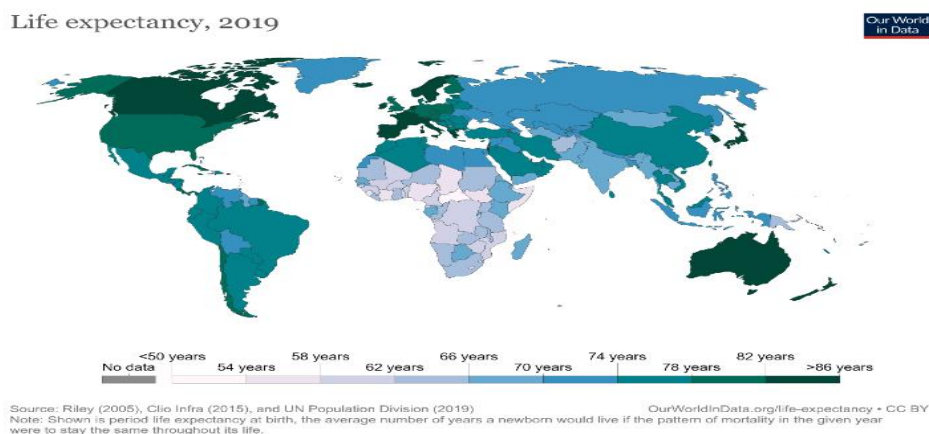 Life expectancy, 2019
Our World
in Data
<50 years 58 years 66 years 74 years 82 years
No data 54 years 62 years 70 years 78 years >86 years
Source: Riley (2005), Clio Infra (2015), and UN Population Division (2019) OurWorldInData.org/life-expectancy • CC BY
Note: Shown is period life expectancy at birth, the average number of years a newborn would live if the pattern of mortality in the given year
were to stay the same throughout its life.